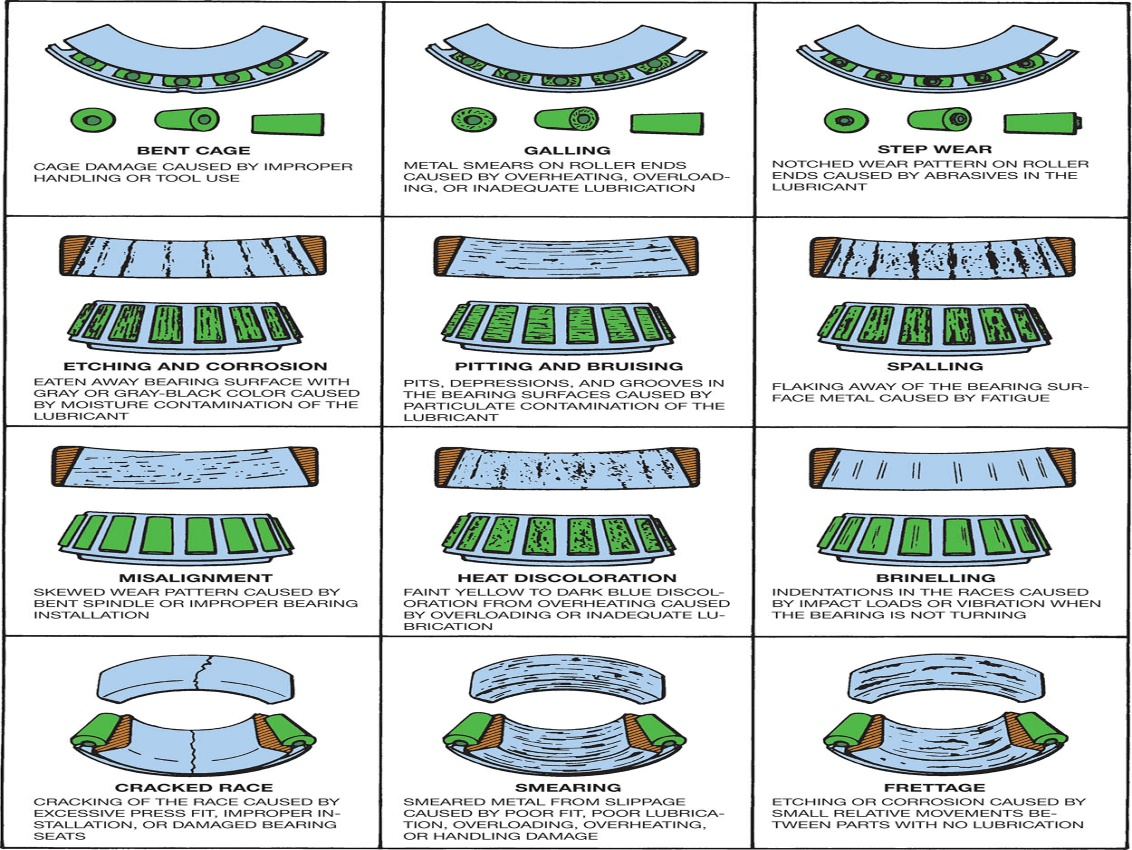 BENT CAGE
CAGE DAMAGE CAUSED BY IMPROPER
HANDLING OR TOOL USE
GALLING
METAL SMEARS ON ROLLER ENDS
CAUSED BY OVERHEATING, OVERLOAD-
ING, OR INADEQUATE LUBRICATION
STEP WEAR
NOTCHED WEAR PATTERN ON ROLLER
ENDS CAUSED BY ABRASIVES IN THE
LUBRICANT
ETCHING AND CORROSION
EATEN AWAY BEARING SURFACE WITH
GRAY OR GRAY-BLACK COLOR CAUSED
BY MOISTURE CONTAMINATION OF THE
LUBRICANT
PITTING AND BRUISING
PITS, DEPRESSIONS, AND GROOVES IN
THE BEARING SURFACES CAUSED BY
PARTICULATE CONTAMINATION OF THE
LUBRICANT
SPALLING
FLAKING AWAY OF THE BEARING SUR-
FACE METAL CAUSED BY FATIGUE
MISALIGNMENT
SKEWED WEAR PATTERN CAUSED BY
BENT SPINDLE OR IMPROPER BEARING
INSTALLATION
HEAT DISCOLORATION
FAINT YELLOW TO DARK BLUE DISCOL-
ORATION FROM OVERHEATING CAUSED
BY OVERLOADING OR INADEQUATE LU-
BRICATION
BRINELLING
INDENTATIONS IN THE RACES CAUSED
BY IMPACT LOADS OR VIBRATION WHEN
THE BEARING IS NOT TURNING
CRACKED RACE
CRACKING OF THE RACE CAUSED BY
EXCESSIVE PRESS FIT, IMPROPER IN-
STALLATION, OR DAMAGED BEARING
SEATS
SMEARING
SMEARED METAL FROM SLIPPAGE
CAUSED BY POOR FIT, POOR LUBRICA-
TION, OVERLOADING, OVERHEATING,
OR HANDLING DAMAGE
FRETTAGE
ETCHING OR CORROSION CAUSED BY
SMALL RELATIVE MOVEMENTS BE-
TWEEN PARTS WITH NO LUBRICATION